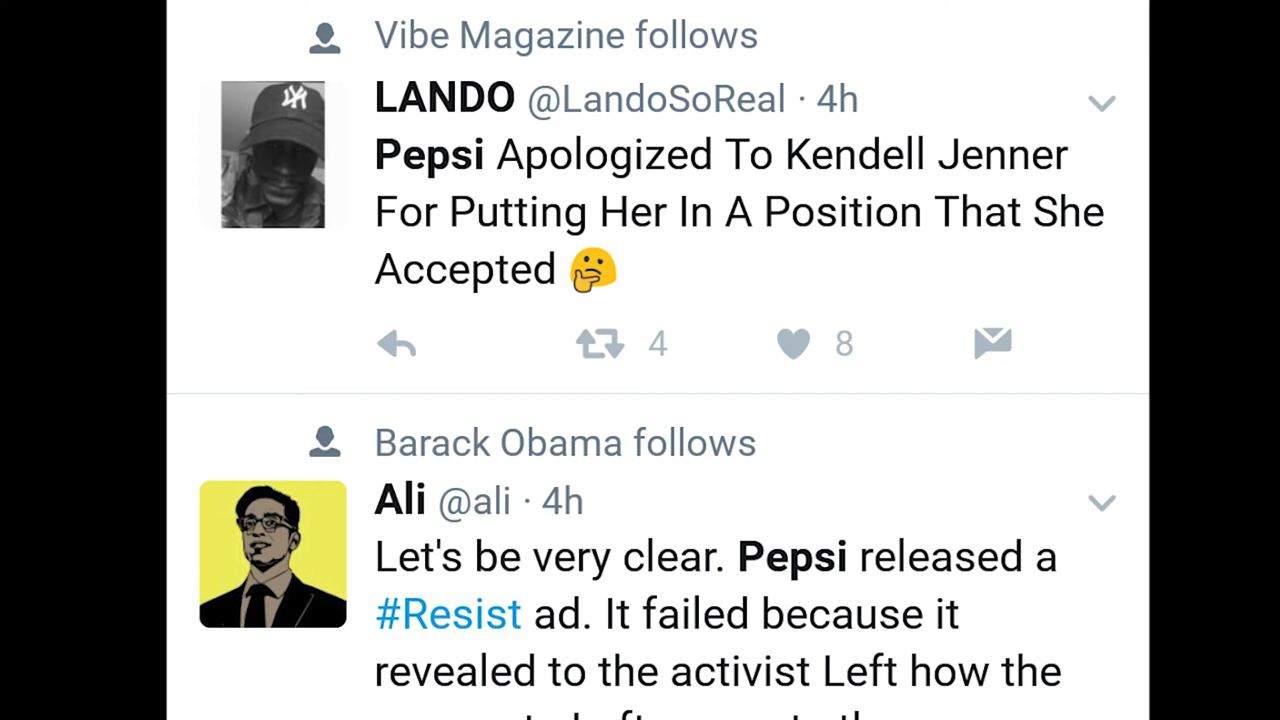 Vibe Magazine follows
LANDO @LandoSoReal · 4h
Pepsi Apologized To Kendell Jenner
For Putting Her In A Position That She
Accepted 🤔
4 8
Barack Obama follows
Ali @ali · 4h
Let's be very clear. Pepsi released a
#Resist ad. It failed because it
revealed to the activist Left how the